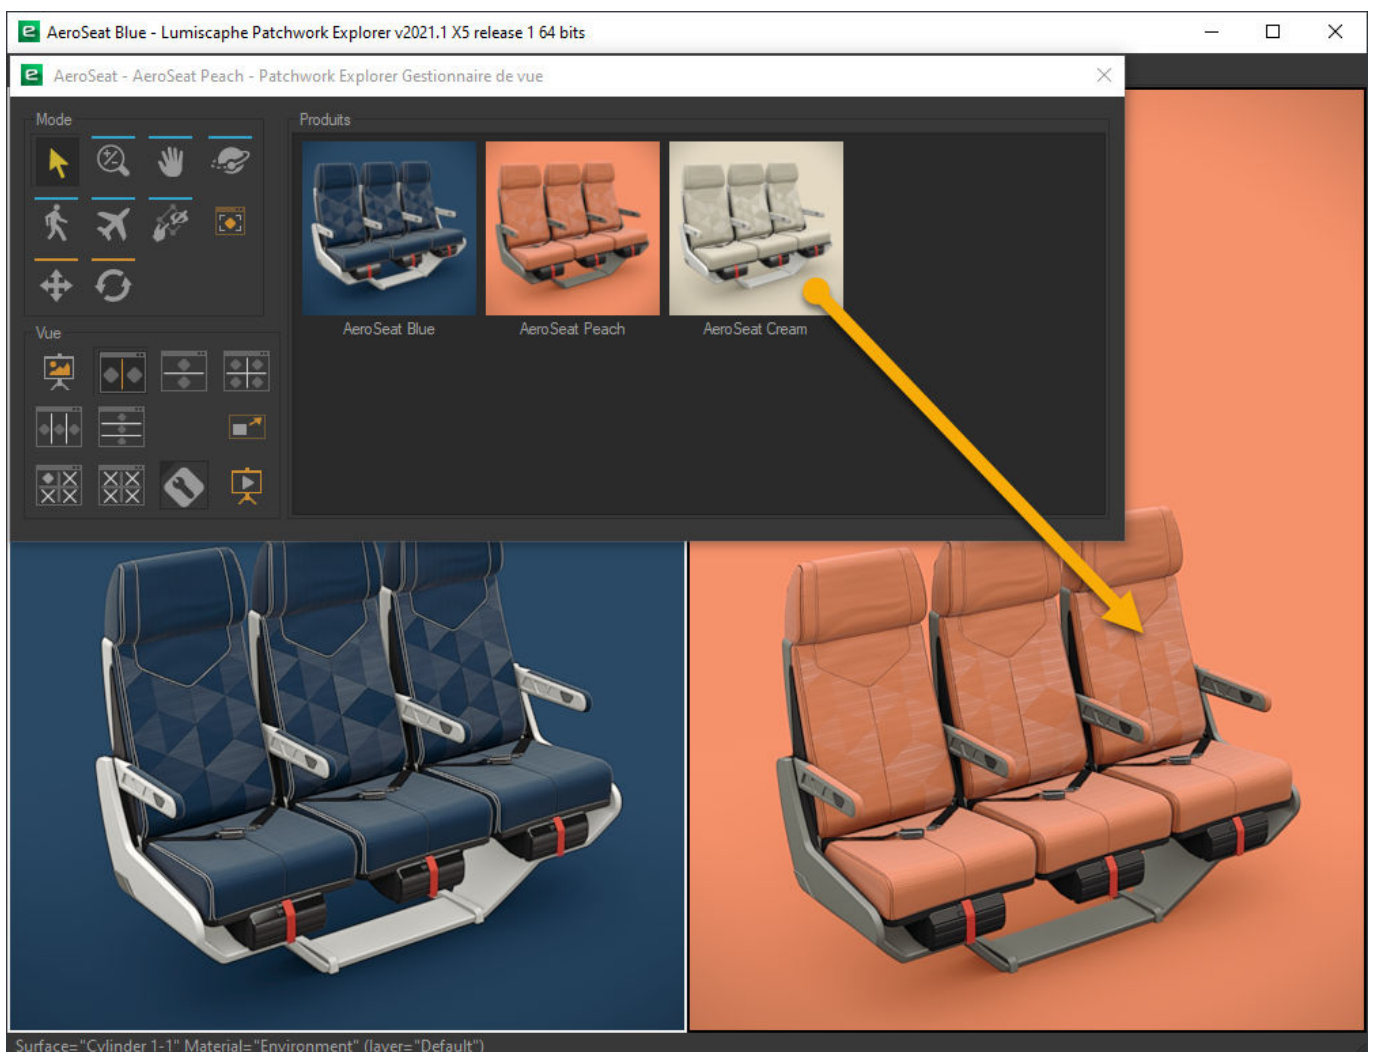 AeroSeat Blue - Lumiscaphe Patchwork Explorer v2021.1 X5 release 1 64 bits
AeroSeat - AeroSeat Peach - Patchwork Explorer Gestionnaire de vue
Mode
Produits
AeroSeat Blue
AeroSeat Peach
AeroSeat Cream
Vue
Surface="Cylinder 1-1" Material="Environment" (layer="Default")